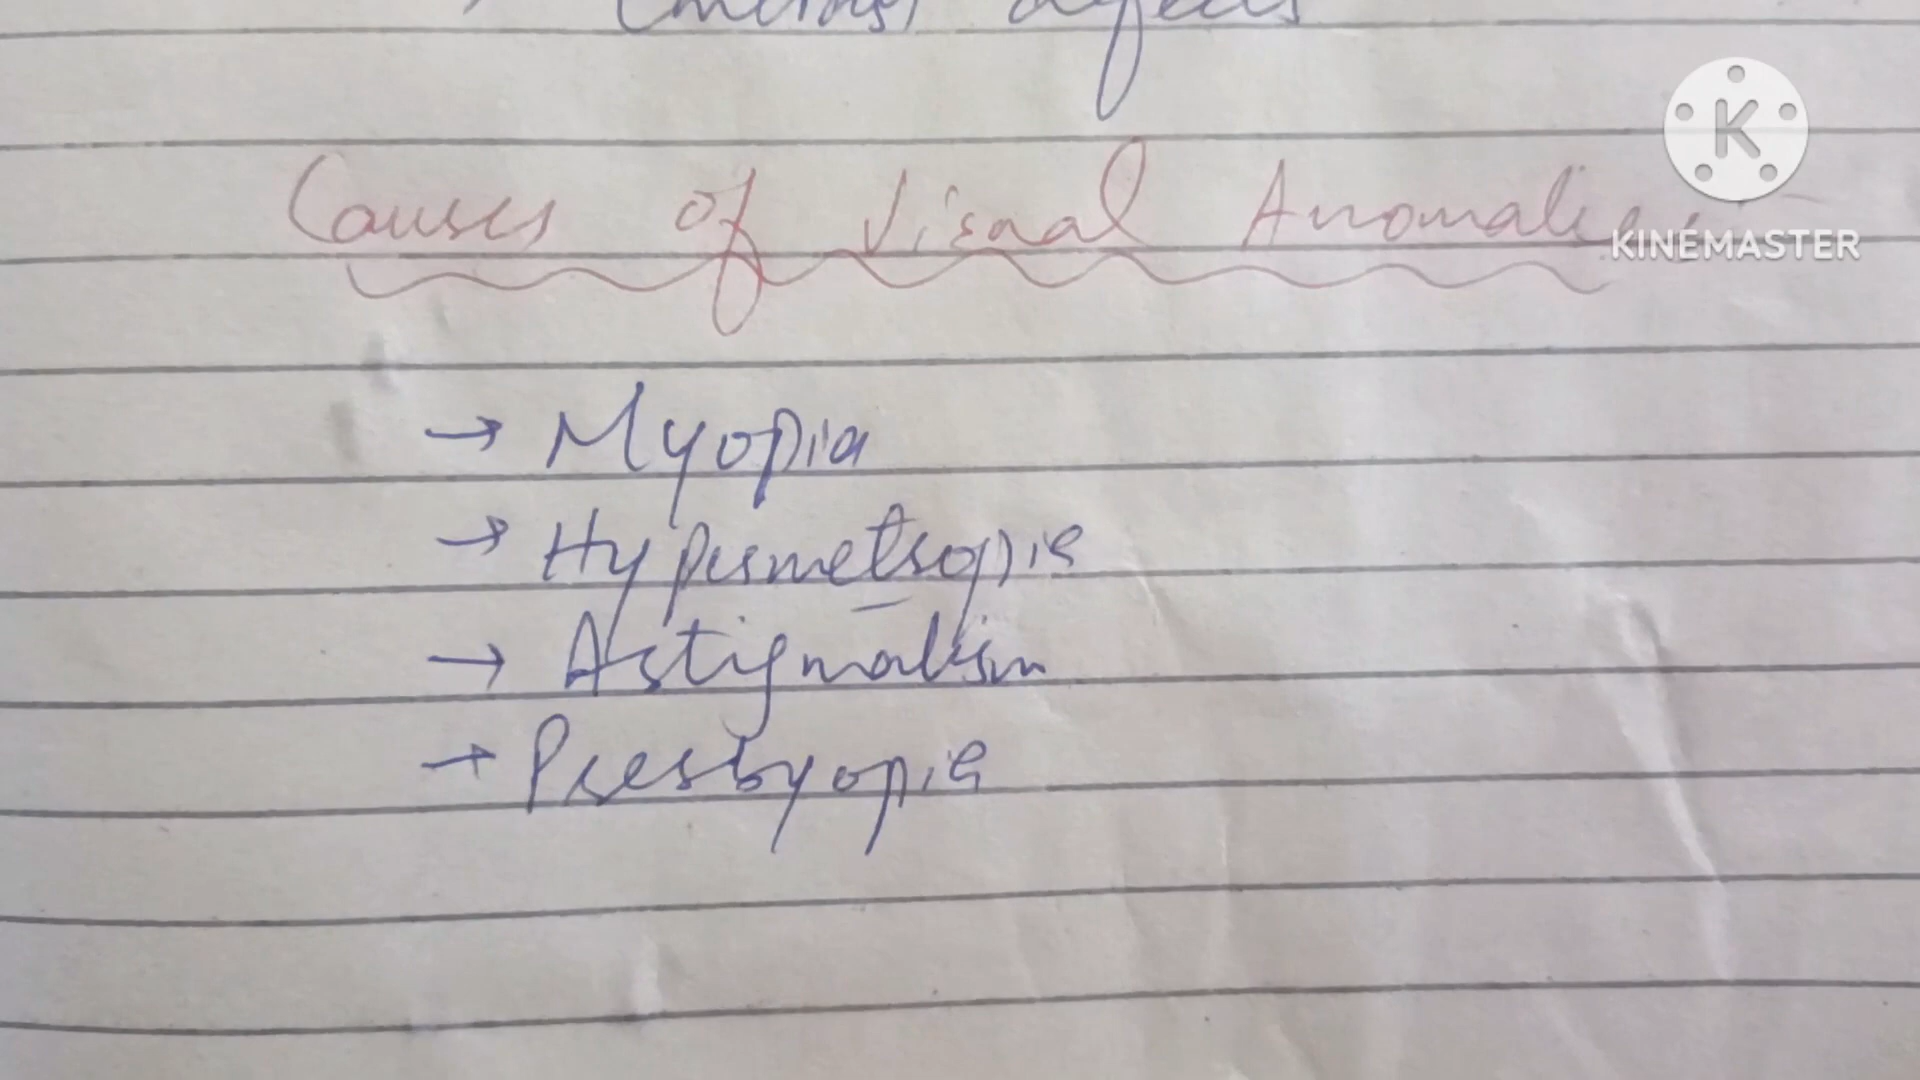 Causes of Visual Anomalies
KINEMASTER
→ Myopia
→ Hypermetropia
→ Astigmatism
→ Presbyopia